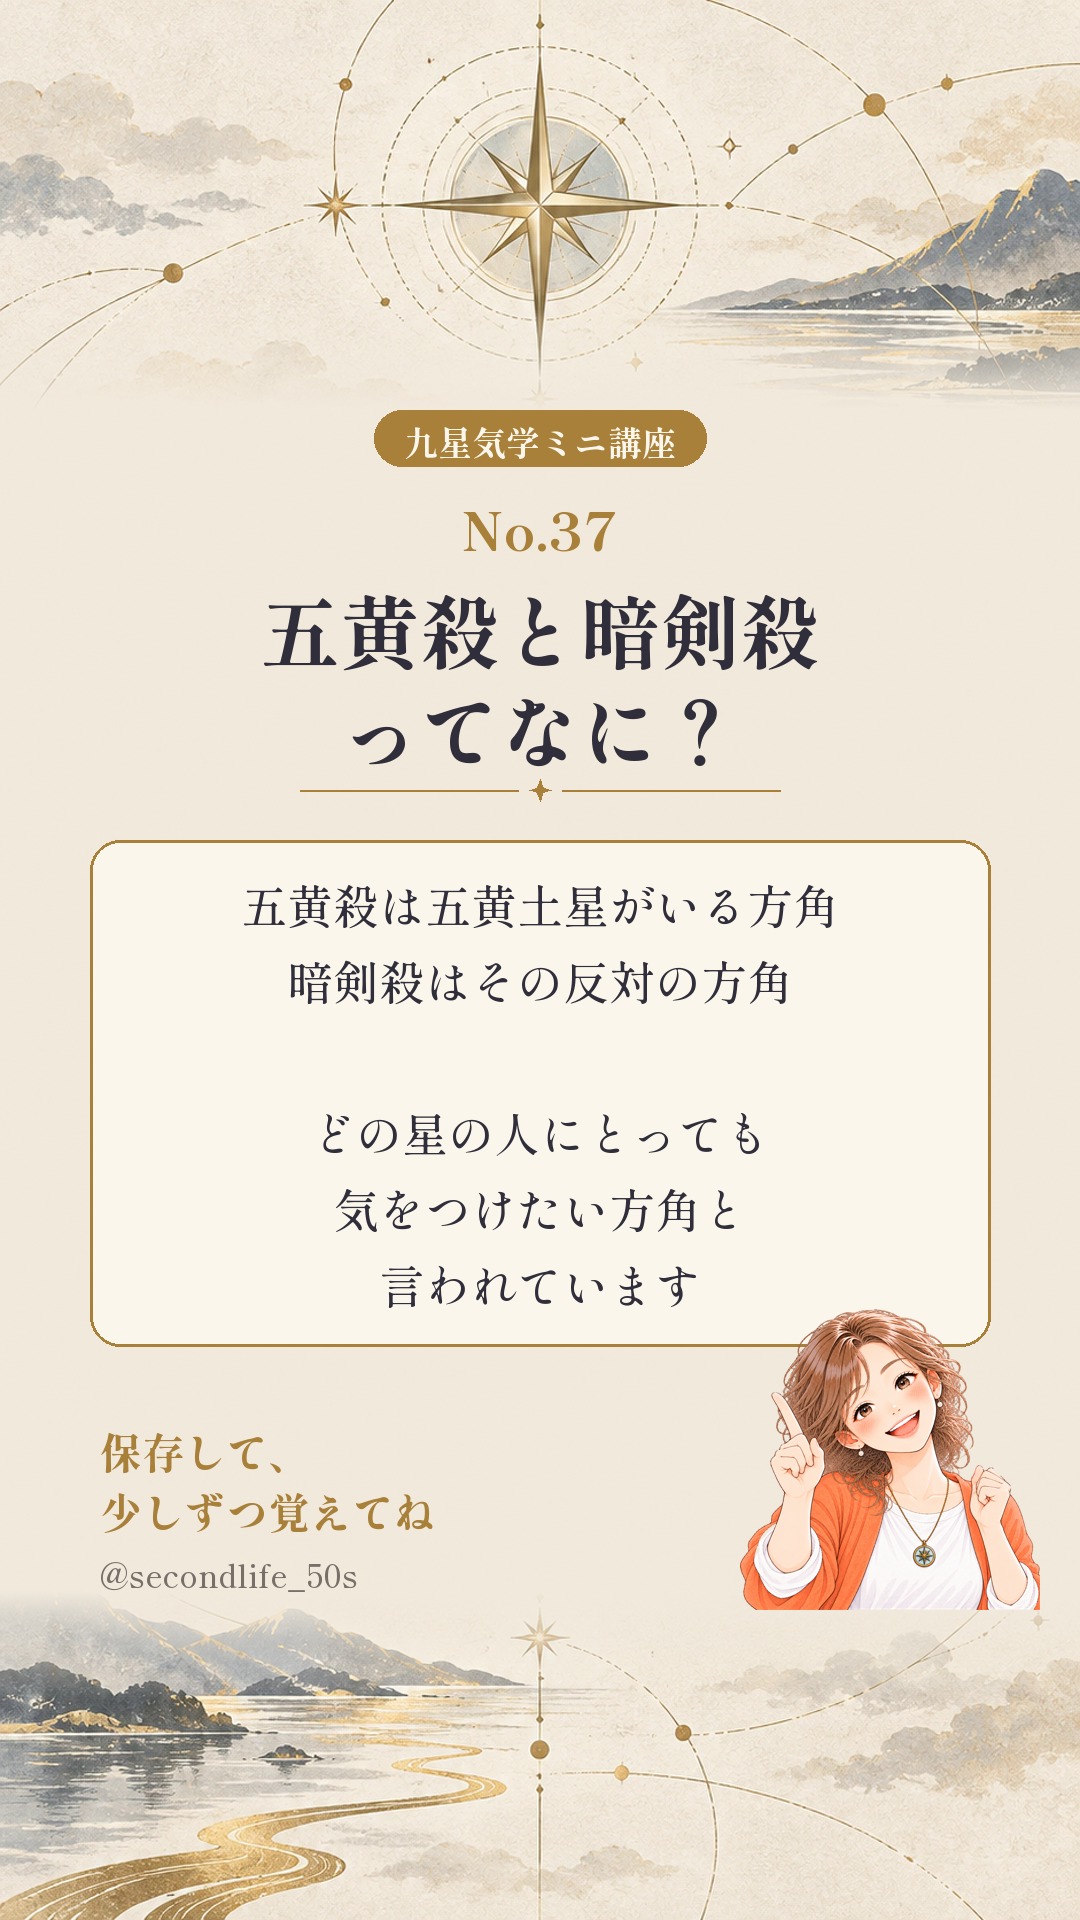 九星気学ミニ講座
No.37
五黄殺と暗剣殺
ってなに？
五黄殺は五黄土星がいる方角
暗剣殺はその反対の方角
どの星の人にとっても
気をつけたい方角と
言われています
保存して、
少しずつ覚えてね
@secondlife_50s